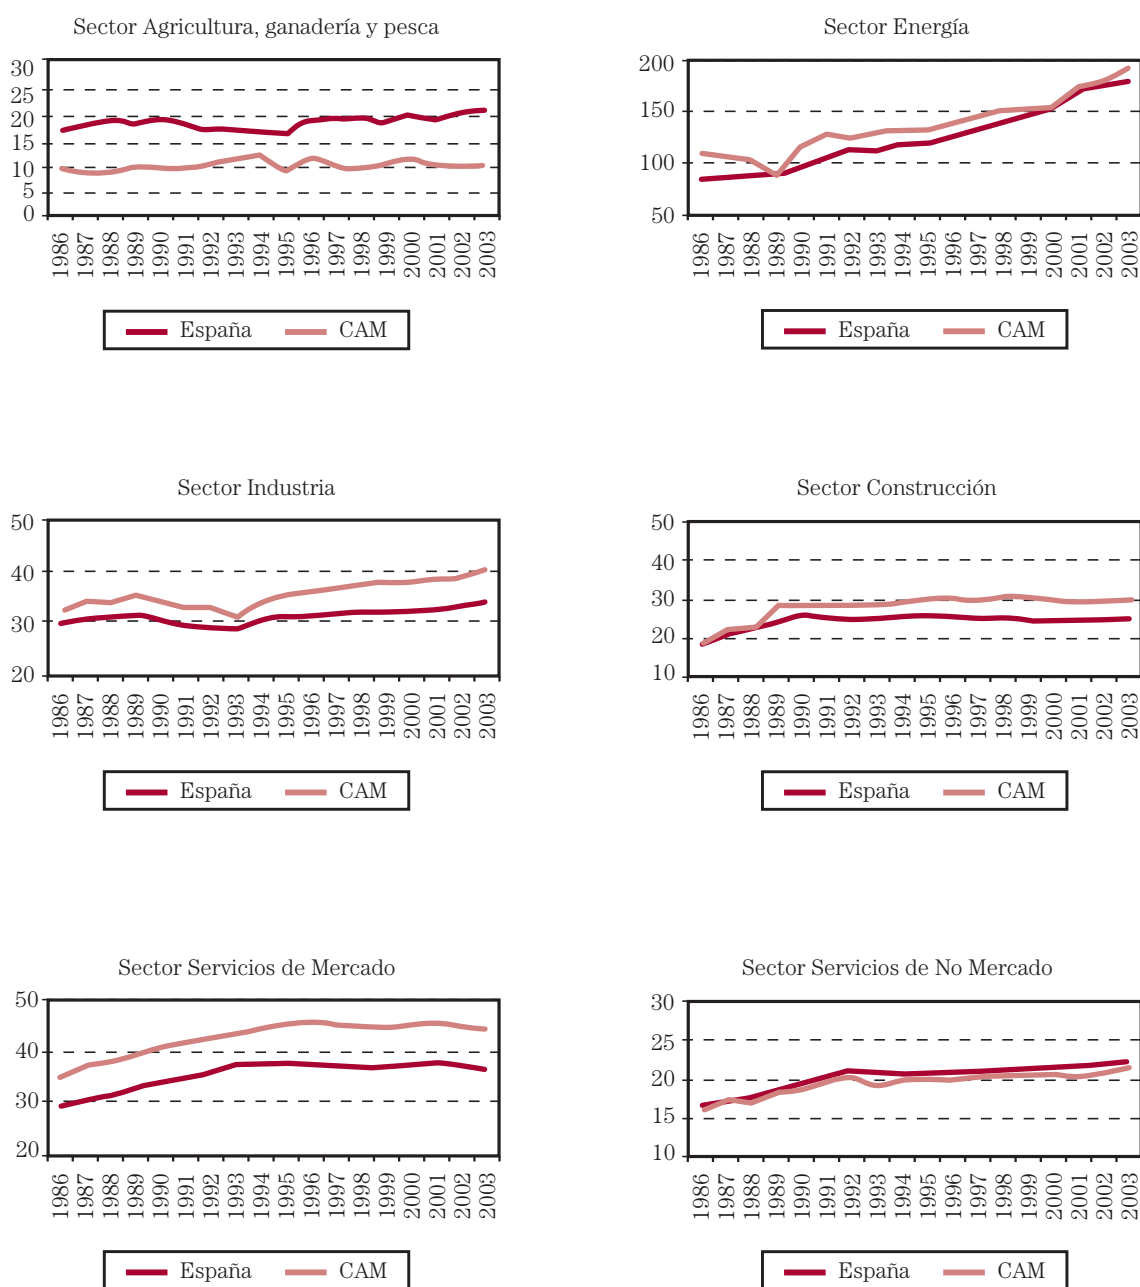 Sector Agricultura, ganadería y pesca
30
25
20
15
10
5
0
1986 1987 1988 1989 1990 1991 1992 1993 1994 1995 1996 1997 1998 1999 2000 2001 2002 2003
España CAM
Sector Energía
200
150
100
50
1986 1987 1988 1989 1990 1991 1992 1993 1994 1995 1996 1997 1998 1999 2000 2001 2002 2003
España CAM
Sector Industria
50
40
30
20
1986 1987 1988 1989 1990 1991 1992 1993 1994 1995 1996 1997 1998 1999 2000 2001 2002 2003
España CAM
Sector Construcción
50
40
30
20
10
1986 1987 1988 1989 1990 1991 1992 1993 1994 1995 1996 1997 1998 1999 2000 2001 2002 2003
España CAM
Sector Servicios de Mercado
50
40
30
20
1986 1987 1988 1989 1990 1991 1992 1993 1994 1995 1996 1997 1998 1999 2000 2001 2002 2003
España CAM
Sector Servicios de No Mercado
30
25
20
15
10
1986 1987 1988 1989 1990 1991 1992 1993 1994 1995 1996 1997 1998 1999 2000 2001 2002 2003
España CAM